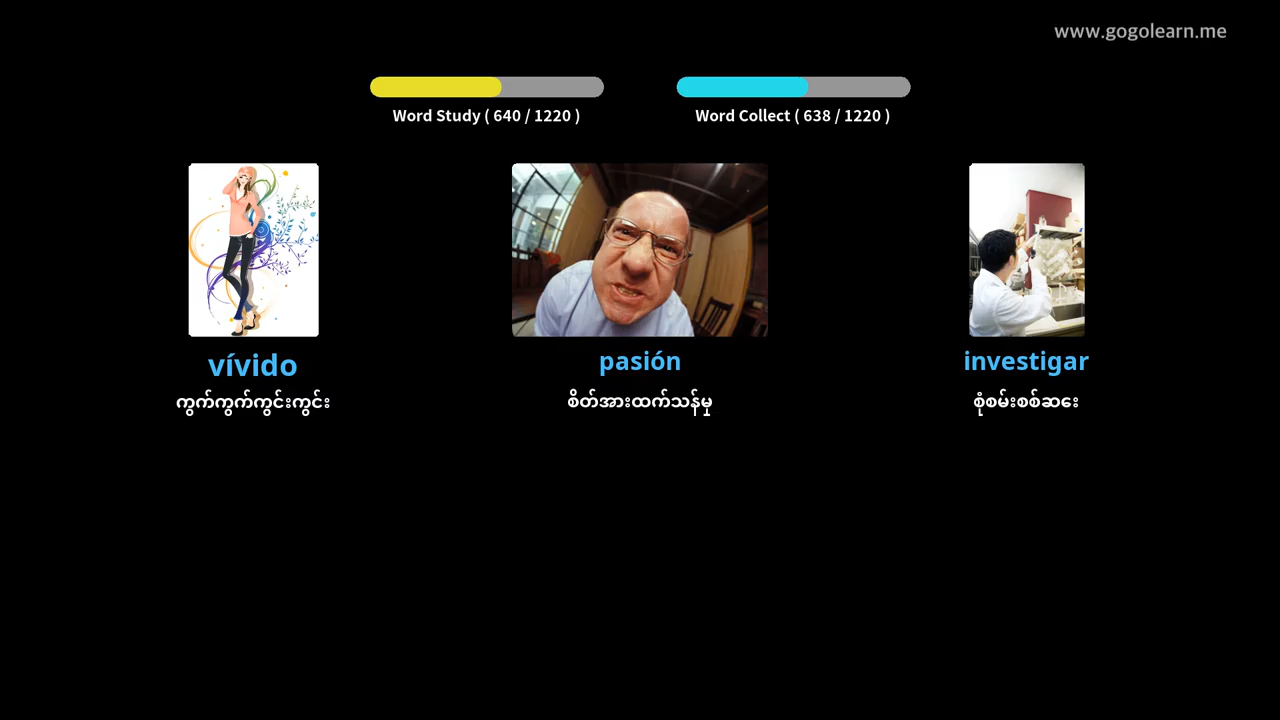 www.gogolearn.me
Word Study ( 640 / 1220 )
Word Collect ( 638 / 1220 )
vívido
pasión
investigar
ကွက်ကွက်ကွင်းကွင်း
စိတ်အားထက်သန်မှု
စုံစမ်းစစ်ဆေး